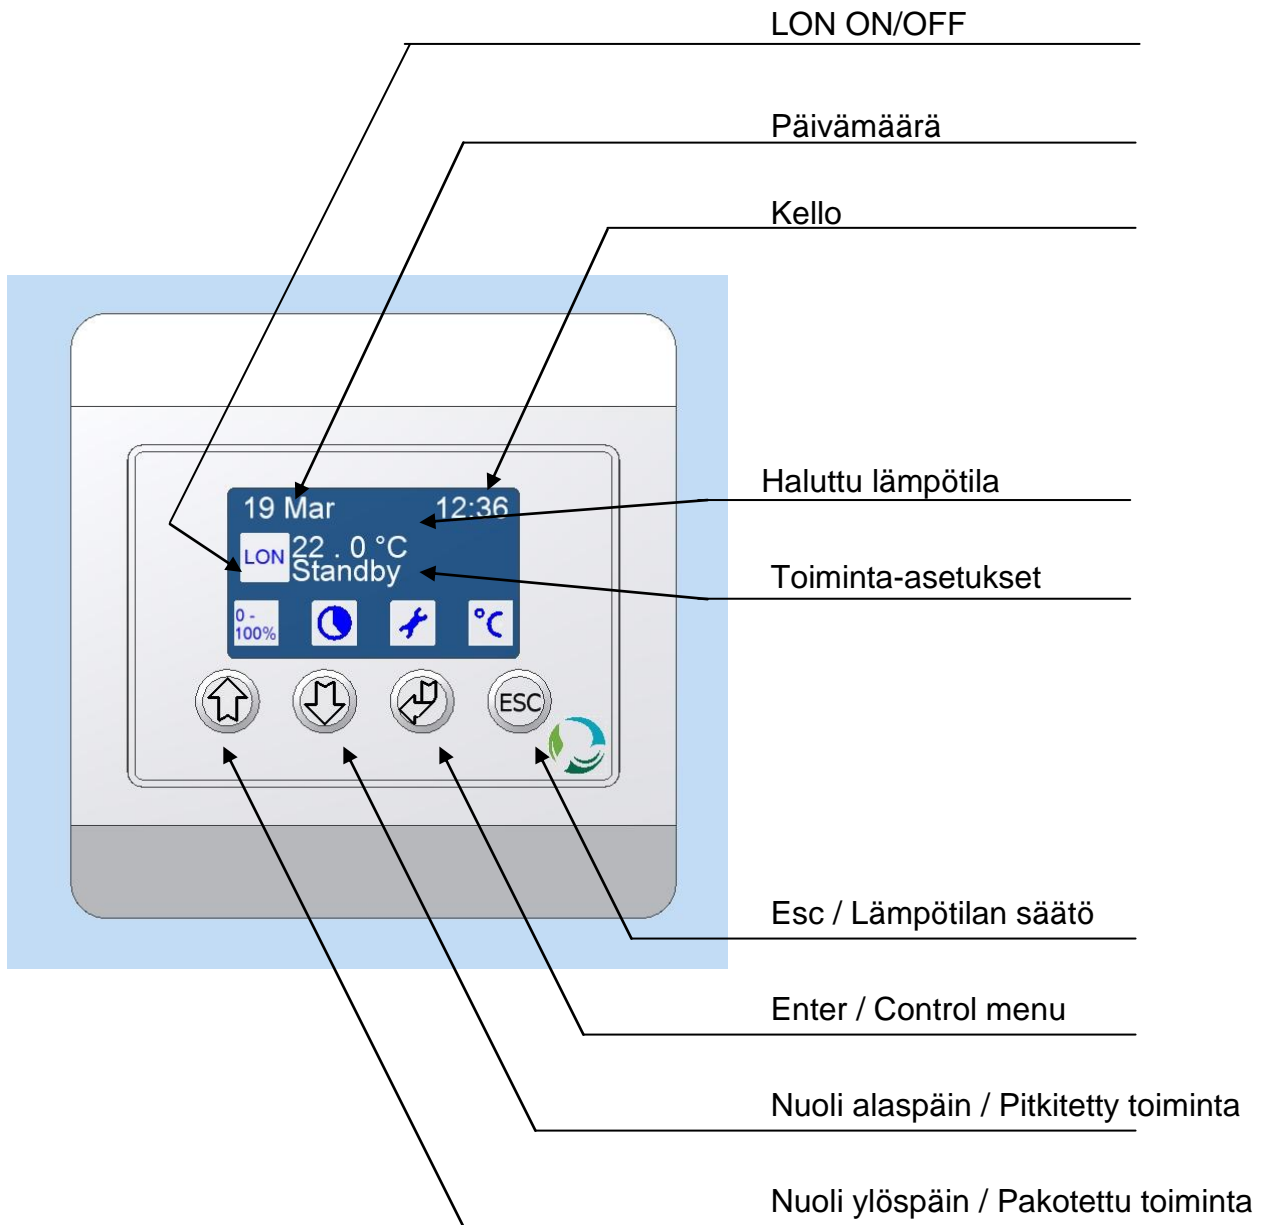 LON ON/OFF
Päivämäärä
Kello
19 Mar 12:36
Haluttu lämpötila
LON 22 . 0 °C
Standby
Toiminta-asetukset
0 -
100%
°C
ESC
Esc / Lämpötilan säätö
Enter / Control menu
Nuoli alaspäin / Pitkitetty toiminta
Nuoli ylöspäin / Pakotettu toiminta